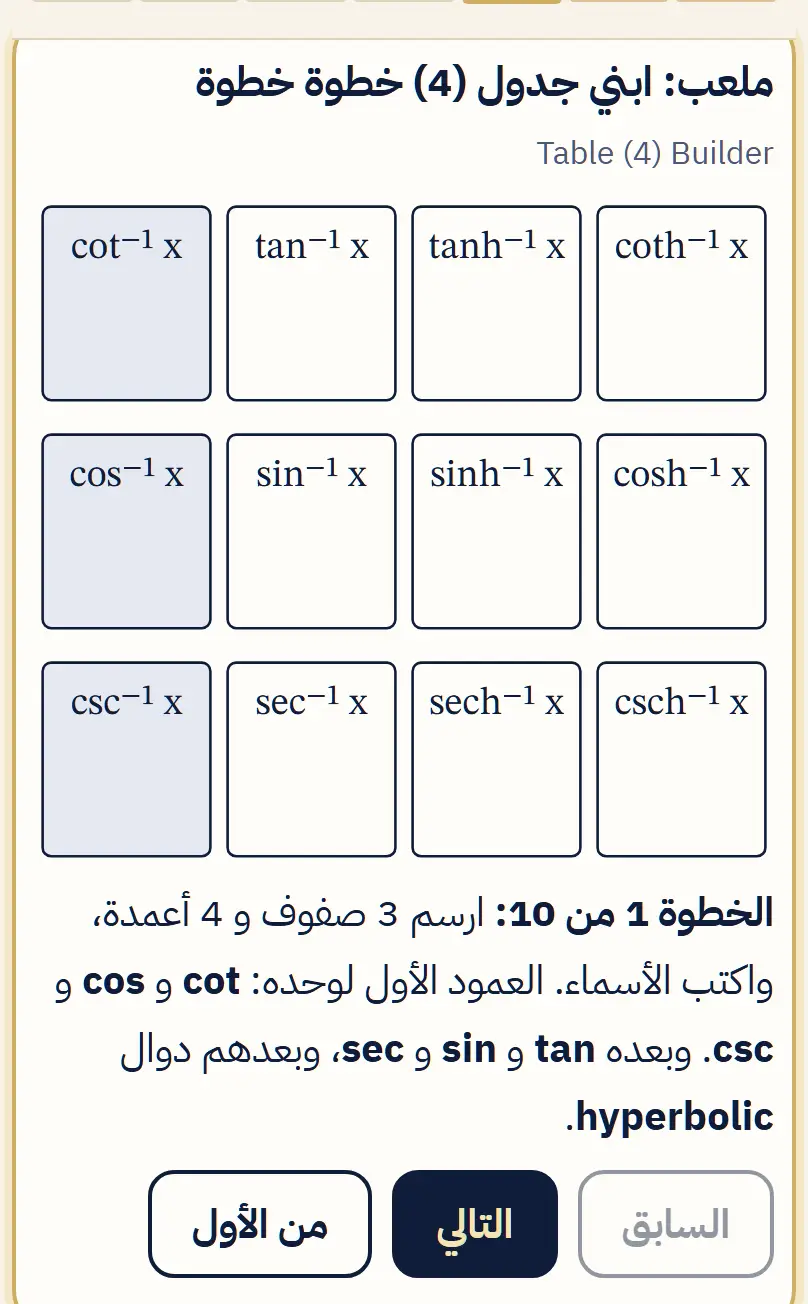 ملعب: ابني جدول (4) خطوة خطوة
Table (4) Builder
cot⁻¹ x tan⁻¹ x tanh⁻¹ x coth⁻¹ x
cos⁻¹ x sin⁻¹ x sinh⁻¹ x cosh⁻¹ x
csc⁻¹ x sec⁻¹ x sech⁻¹ x csch⁻¹ x
الخطوة 1 من 10: ارسم 3 صفوف و 4 أعمدة،
واكتب الأسماء. العمود الأول لوحده: cot و cos و
csc. وبعده tan و sin و sec، وبعدهم دوال
hyperbolic.
السابق التالي من الأول